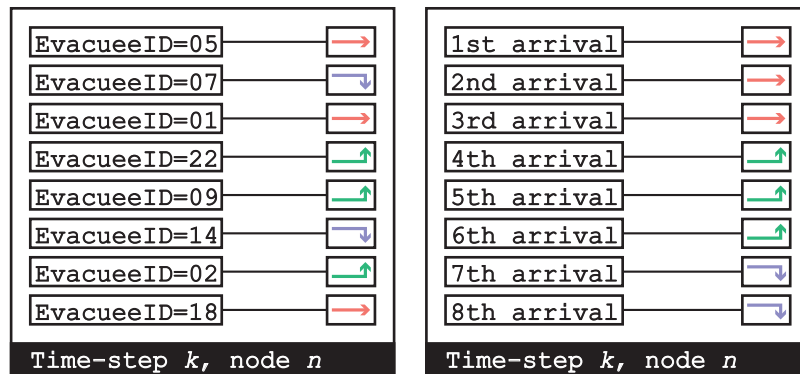 EvacueeID=05
EvacueeID=07
EvacueeID=01
EvacueeID=22
EvacueeID=09
EvacueeID=14
EvacueeID=02
EvacueeID=18
Time-step k, node n
1st arrival
2nd arrival
3rd arrival
4th arrival
5th arrival
6th arrival
7th arrival
8th arrival
Time-step k, node n